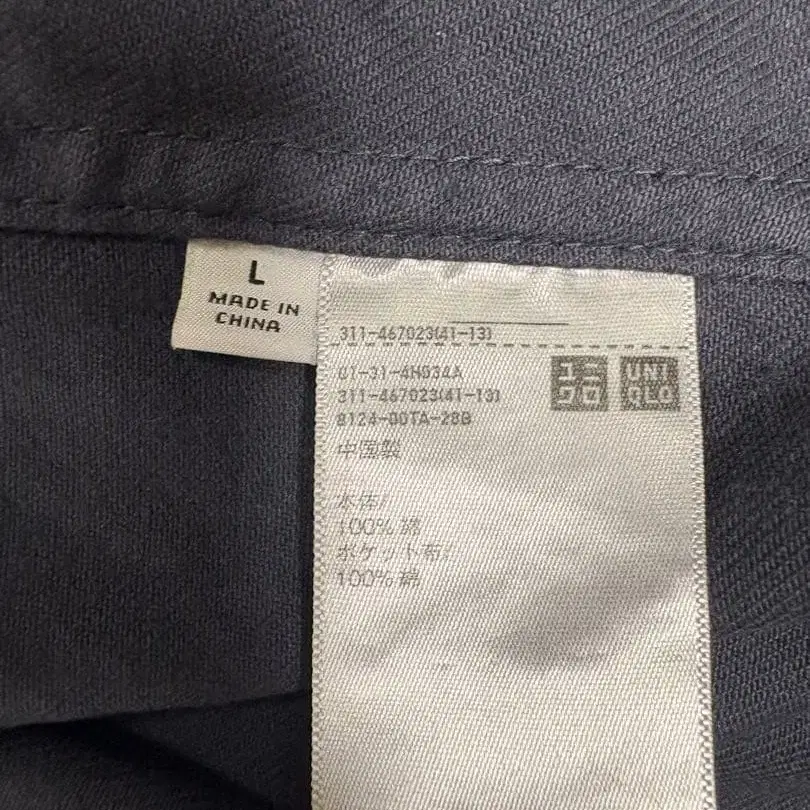 L
MADE IN
CHINA
311-467023(41-13)
01-31-4H034A
311-467023(41-13)
8124-00TA-28B
中国製
本体/
100% 綿
ポケット布/
100% 綿
ユニ
クロ
UNI
QLO